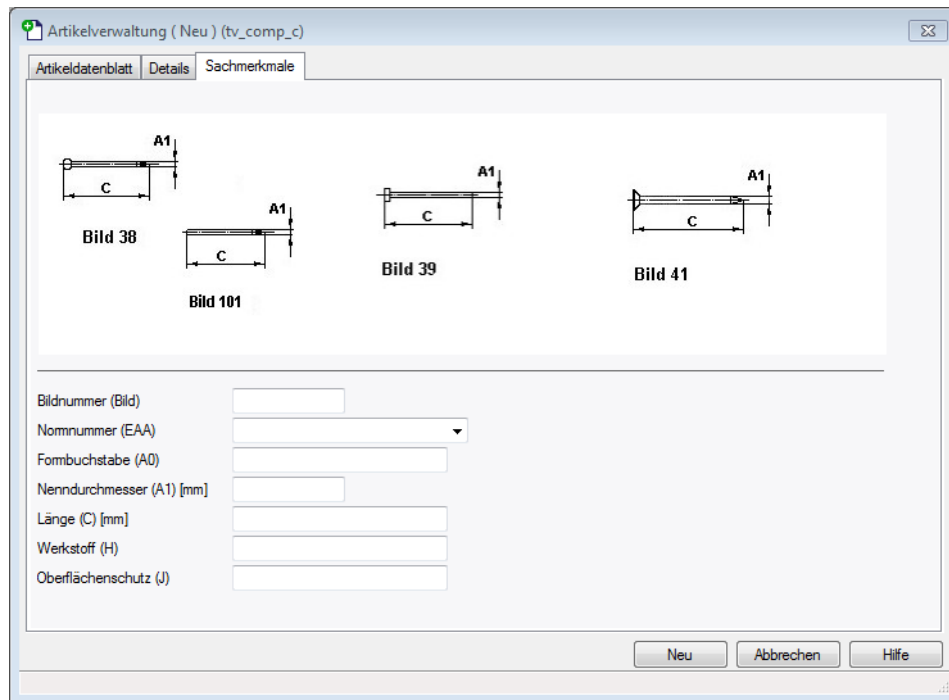 Artikelverwaltung ( Neu ) (tv_comp_c)
Artikeldatenblatt Details Sachmerkmale
A1
C
Bild 38
A1
C
Bild 101
A1
C
Bild 39
A1
C
Bild 41
Bildnummer (Bild)
Normnummer (EAA)
Formbuchstabe (A0)
Nenndurchmesser (A1) [mm]
Länge (C) [mm]
Werkstoff (H)
Oberflächenschutz (J)
Neu Abbrechen Hilfe